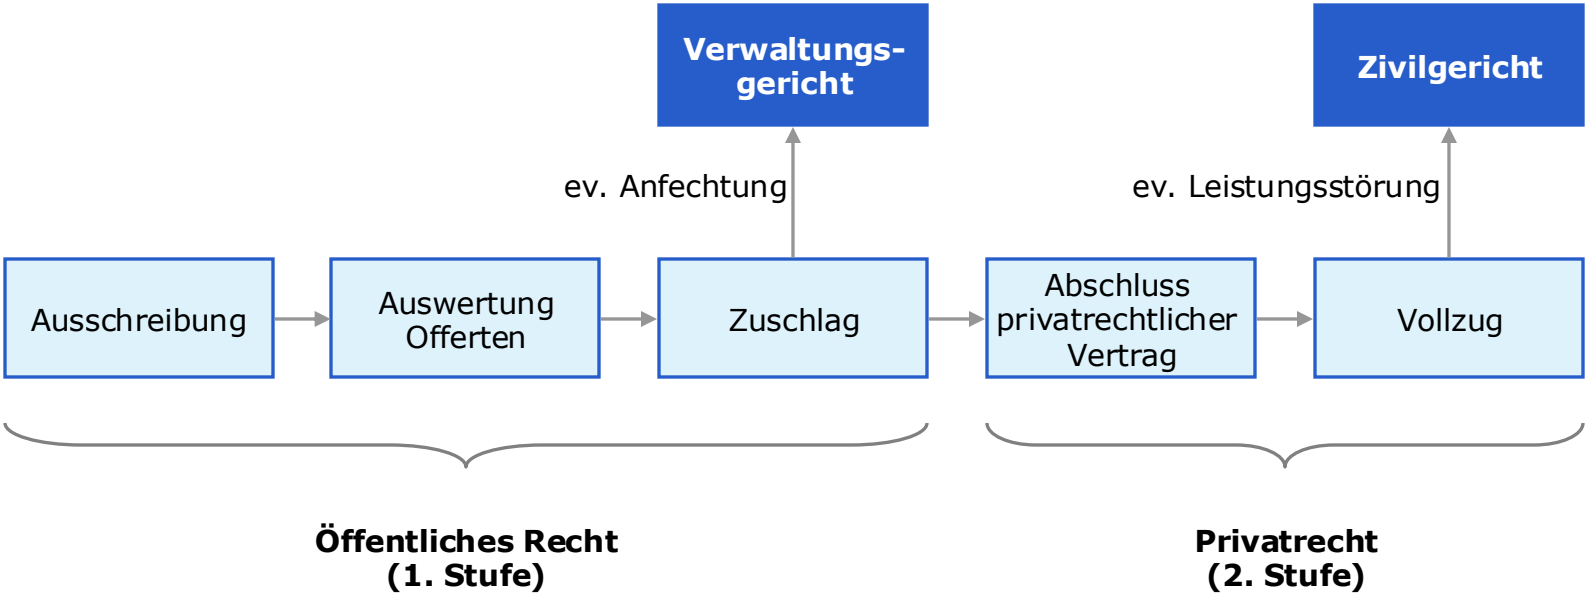 Verwaltungs-
gericht
Zivilgericht
ev. Anfechtung
ev. Leistungsstörung
Ausschreibung
Auswertung
Offerten
Zuschlag
Abschluss
privatrechtlicher
Vertrag
Vollzug
Öffentliches Recht
(1. Stufe)
Privatrecht
(2. Stufe)